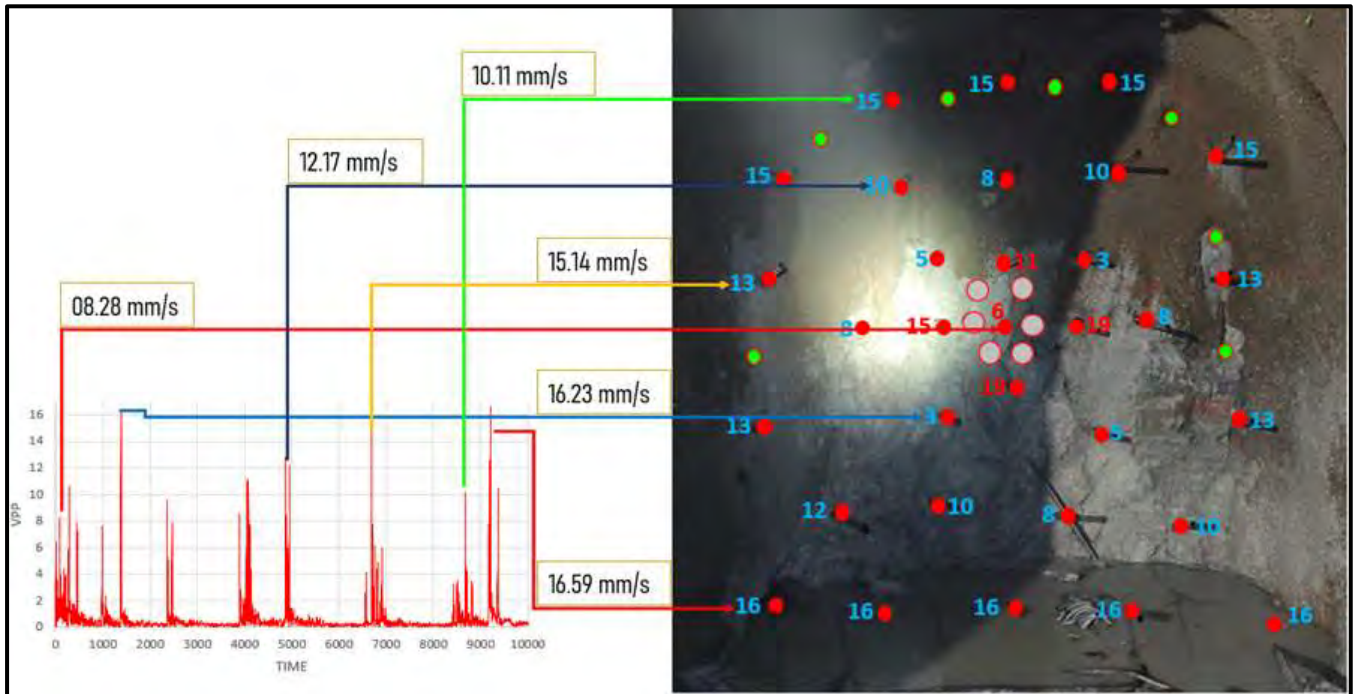 10.11 mm/s
12.17 mm/s
15.14 mm/s
08.28 mm/s
16.23 mm/s
16.59 mm/s
VPP
16
14
12
10
8
6
4
2
0
0 1000 2000 3000 4000 5000 6000 7000 8000 9000 10000
TIME
15 15 15
15 10 8 10 15
5 11 3
13 13
8 15 6 19 8
19
13 3 5 13
12 10 8 10
16 16 16 16 16